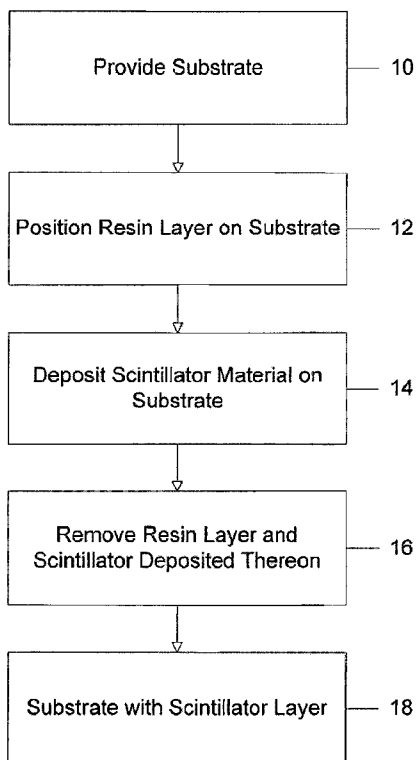 Provide Substrate
10
Position Resin Layer on Substrate
12
Deposit Scintillator Material on
Substrate
14
Remove Resin Layer and
Scintillator Deposited Thereon
16
Substrate with Scintillator Layer
18